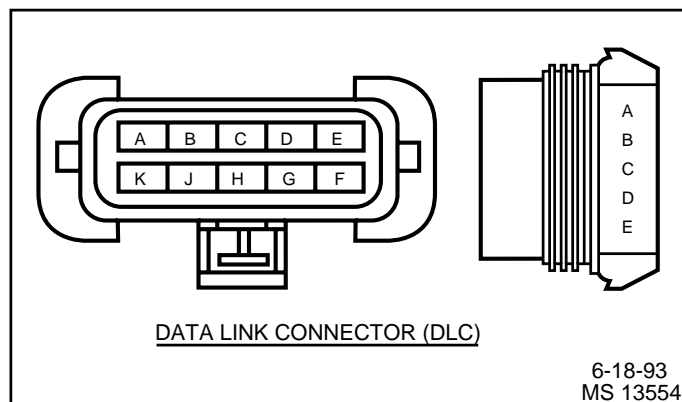 A B C D E
K J H G F
A
B
C
D
E
DATA LINK CONNECTOR (DLC)
6-18-93
MS 13554